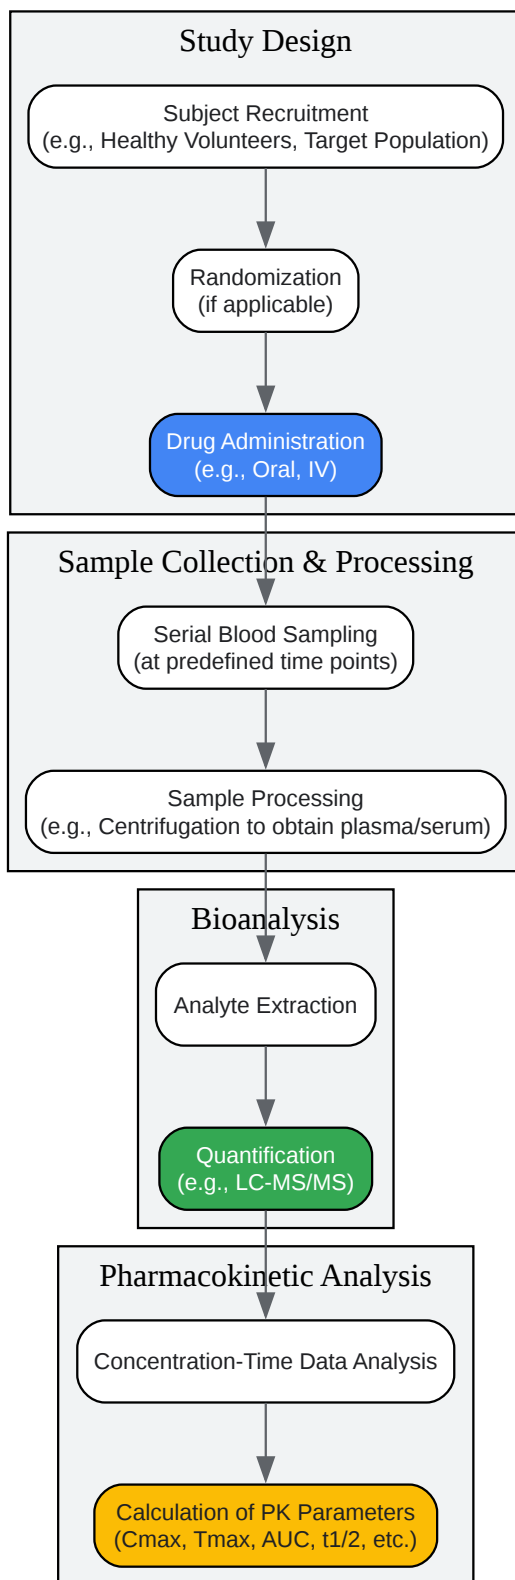 Study Design
Subject Recruitment
(e.g., Healthy Volunteers, Target Population)
Randomization
(if applicable)
Drug Administration
(e.g., Oral, IV)
Sample Collection & Processing
Serial Blood Sampling
(at predefined time points)
Sample Processing
(e.g., Centrifugation to obtain plasma/serum)
Bioanalysis
Analyte Extraction
Quantification
(e.g., LC-MS/MS)
Pharmacokinetic Analysis
Concentration-Time Data Analysis
Calculation of PK Parameters
(Cmax, Tmax, AUC, t1/2, etc.)